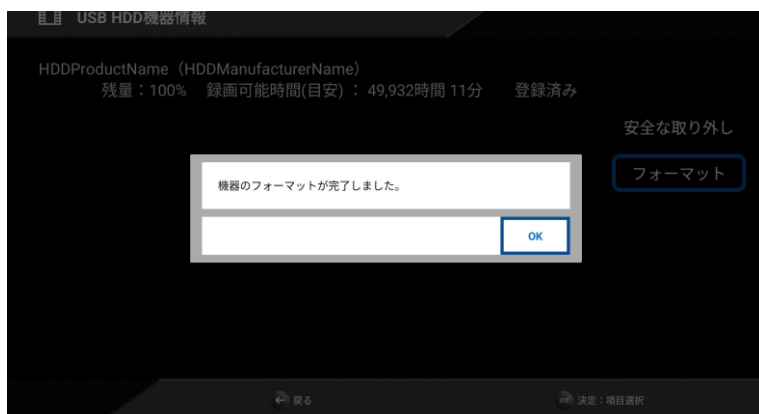 USB HDD機器情報
HDDProductName（HDDManufacturerName）
残量：100% 録画可能時間(目安)： 49,932時間 11分 登録済み
安全な取り外し
フォーマット
機器のフォーマットが完了しました。
OK
戻る
決定 決定：項目選択